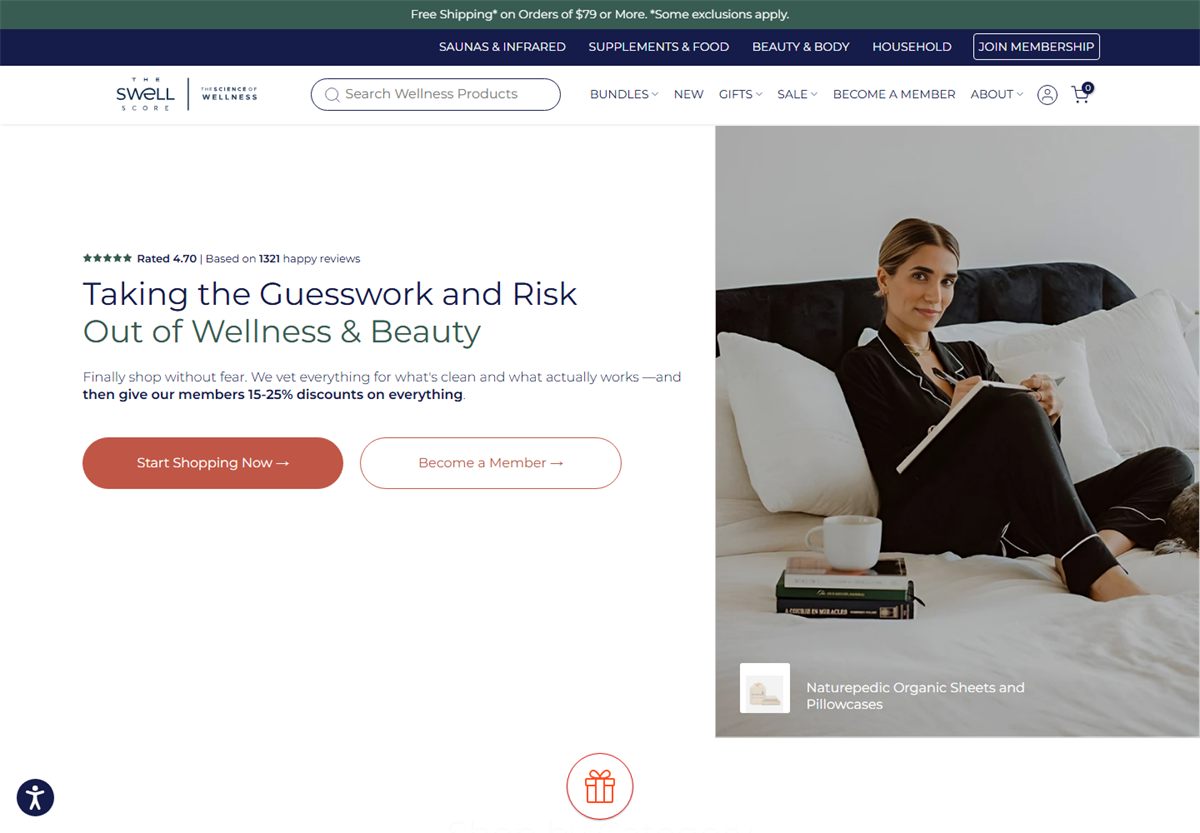 Free Shipping* on Orders of $79 or More. *Some exclusions apply.
SAUNAS & INFRARED SUPPLEMENTS & FOOD BEAUTY & BODY HOUSEHOLD JOIN MEMBERSHIP
THE
SWELL
SCORE
THE SCIENCE OF
WELLNESS
Search Wellness Products
BUNDLES NEW GIFTS SALE BECOME A MEMBER ABOUT
0
★★★★★ Rated 4.70 | Based on 1321 happy reviews
Taking the Guesswork and Risk
Out of Wellness & Beauty
Finally shop without fear. We vet everything for what's clean and what actually works —and
then give our members 15-25% discounts on everything.
Start Shopping Now →
Become a Member →
A COURSE IN MIRACLES
Naturepedic Organic Sheets and
Pillowcases